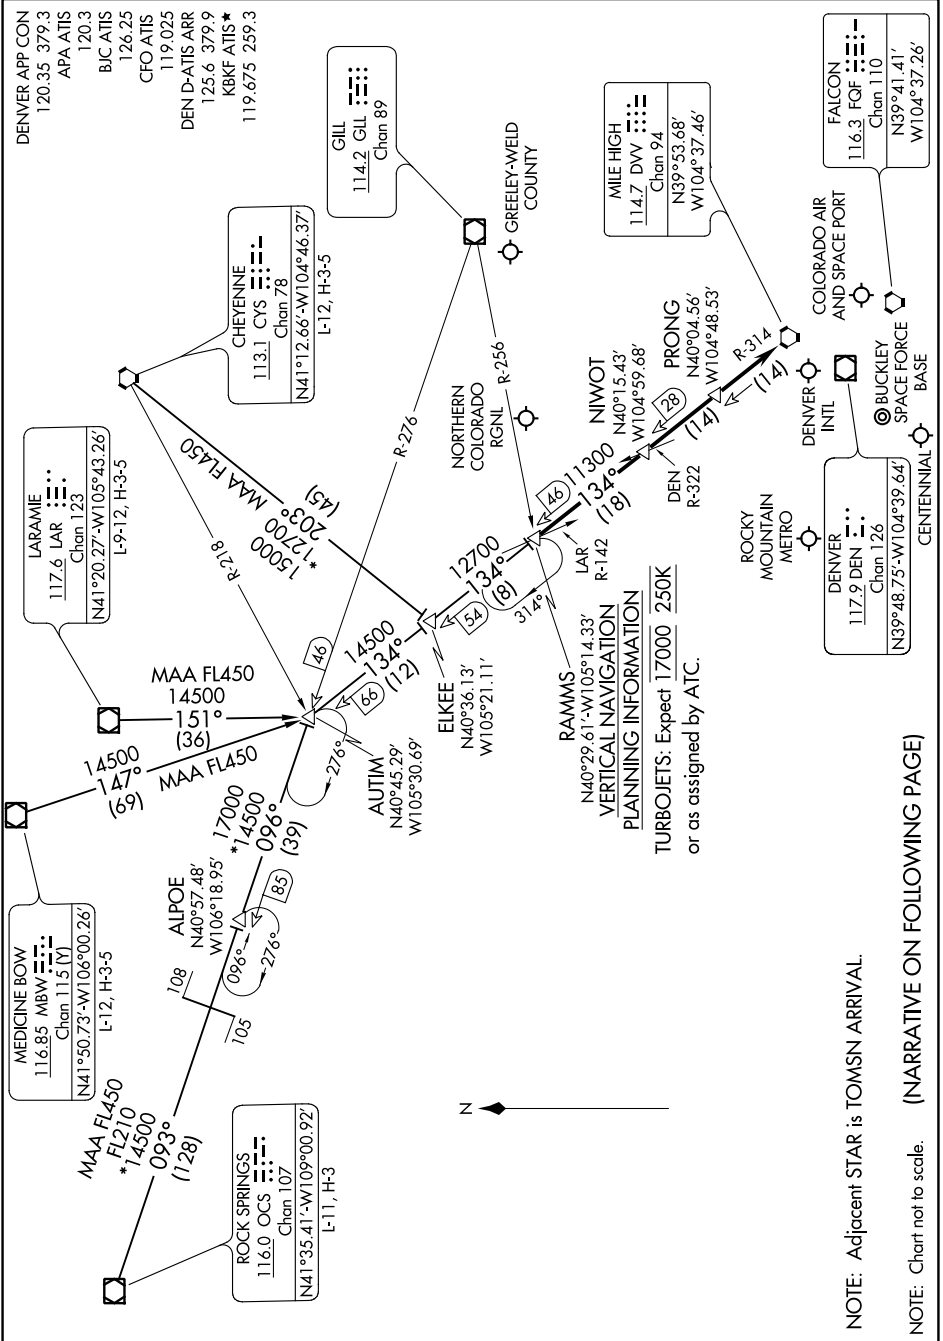 DENVER APP CON
120.35 379.3
APA ATIS
120.3
BJC ATIS
126.25
CFO ATIS
119.025
DEN D-ATIS ARR
125.6 379.9
KBKF ATIS★
119.675 259.3
MEDICINE BOW
116.85 MBW
Chan 115 (Y)
N41°50.73'-W106°00.26'
L-12, H-3-5
LARAMIE
117.6 LAR
Chan 123
N41°20.27'-W105°43.26'
L-9-12, H-3-5
CHEYENNE
113.1 CYS
Chan 78
N41°12.66'-W104°46.37'
L-12, H-3-5
GILL
114.2 GLL
Chan 89
ROCK SPRINGS
116.0 OCS
Chan 107
N41°35.41'-W109°00.92'
L-11, H-3
MAA FL450
FL210
*14500
093°
(128)
108
105
ALPOE
N40°57.48'
W106°18.95'
096°
276°
85
17000
*14500
096°
(39)
14500
147°
(69)
MAA FL450
MAA FL450
14500
151°
(36)
R-218
MAA FL450
15000
*12700
203°
(45)
R-276
46
276°
AUTIM
N40°45.29'
W105°30.69'
66
14500
134°
(12)
ELKEE
N40°36.13'
W105°21.11'
54
12700
134°
(8)
314°
RAMMS
N40°29.61'-W105°14.33'
LAR
R-142
R-256
46
11300
134°
(18)
NIWOT
N40°15.43'
W104°59.68'
DEN
R-322
28
(14)
PRONG
N40°04.56'
W104°48.53'
R-314
(14)
GREELEY-WELD
COUNTY
NORTHERN
COLORADO
RGNL
MILE HIGH
114.7 DVV
Chan 94
N39°53.68'
W104°37.46'
ROCKY
MOUNTAIN
METRO
DENVER
INTL
COLORADO AIR
AND SPACE PORT
FALCON
116.3 FQF
Chan 110
N39°41.41'
W104°37.26'
BUCKLEY
SPACE FORCE
BASE
CENTENNIAL
DENVER
117.9 DEN
Chan 126
N39°48.75'-W104°39.64'
VERTICAL NAVIGATION
PLANNING INFORMATION
TURBOJETS: Expect 17000 250K
or as assigned by ATC.
N
NOTE: Adjacent STAR is TOMSN ARRIVAL.
NOTE: Chart not to scale.
(NARRATIVE ON FOLLOWING PAGE)